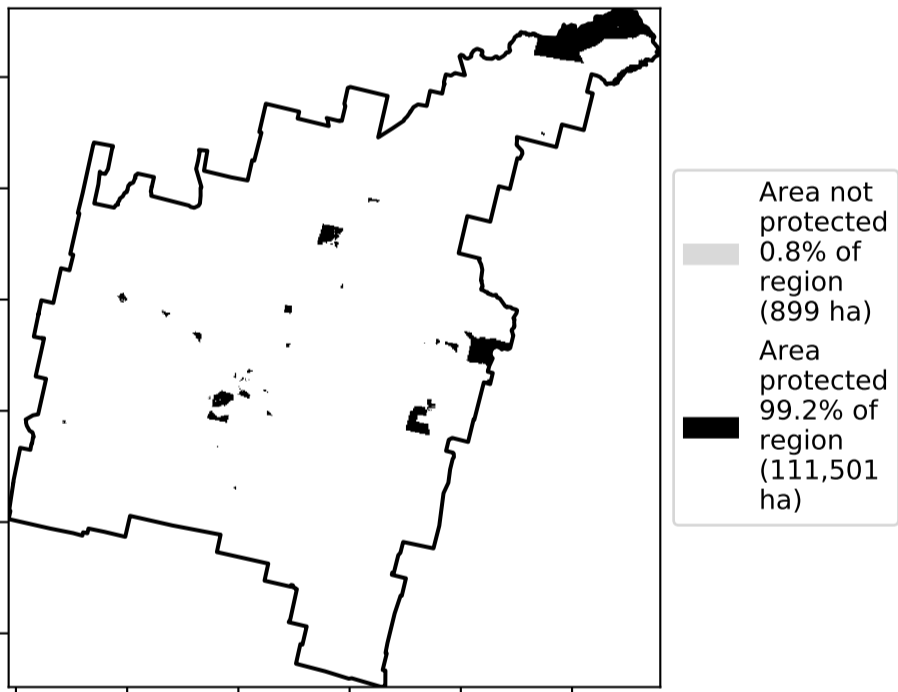 Area not
protected
0.8% of
region
(899 ha)
Area
protected
99.2% of
region
(111,501
ha)